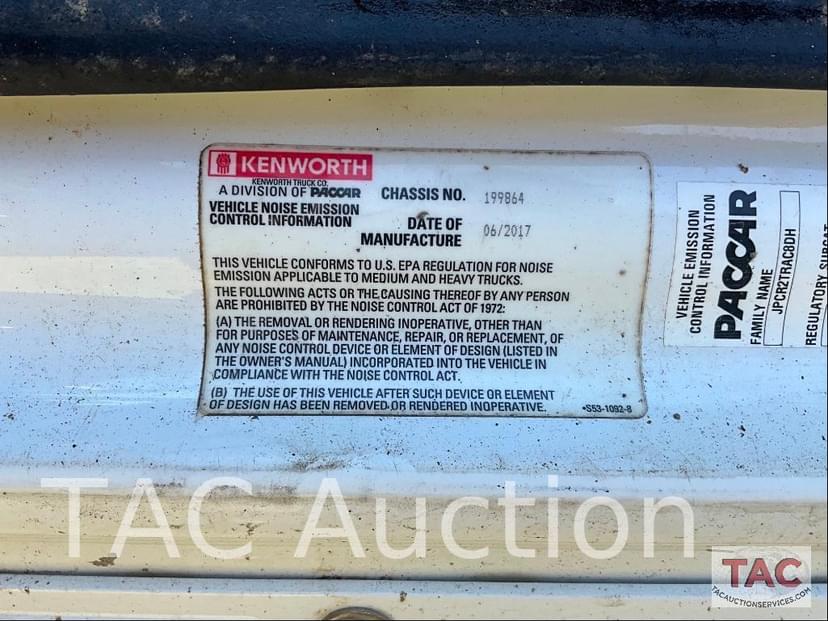 KENWORTH
KENWORTH TRUCK CO.
A DIVISION OF PACCAR
CHASSIS NO. 199864
VEHICLE NOISE EMISSION
CONTROL INFORMATION
DATE OF
MANUFACTURE 06/2017
THIS VEHICLE CONFORMS TO U.S. EPA REGULATION FOR NOISE
EMISSION APPLICABLE TO MEDIUM AND HEAVY TRUCKS.
THE FOLLOWING ACTS OR THE CAUSING THEREOF BY ANY PERSON
ARE PROHIBITED BY THE NOISE CONTROL ACT OF 1972:
(A) THE REMOVAL OR RENDERING INOPERATIVE, OTHER THAN
FOR PURPOSES OF MAINTENANCE, REPAIR, OR REPLACEMENT, OF
ANY NOISE CONTROL DEVICE OR ELEMENT OF DESIGN (LISTED IN
THE OWNER'S MANUAL) INCORPORATED INTO THE VEHICLE IN
COMPLIANCE WITH THE NOISE CONTROL ACT.
(B) THE USE OF THIS VEHICLE AFTER SUCH DEVICE OR ELEMENT
OF DESIGN HAS BEEN REMOVED OR RENDERED INOPERATIVE.
*S53-1092-8
VEHICLE EMISSION
CONTROL INFORMATION
PACCAR
FAMILY NAME
JPCR2TRAC8DH
REGULATORY SUBCAT
TAC Auction
TAC
TACAUCTIONSERVICES.COM